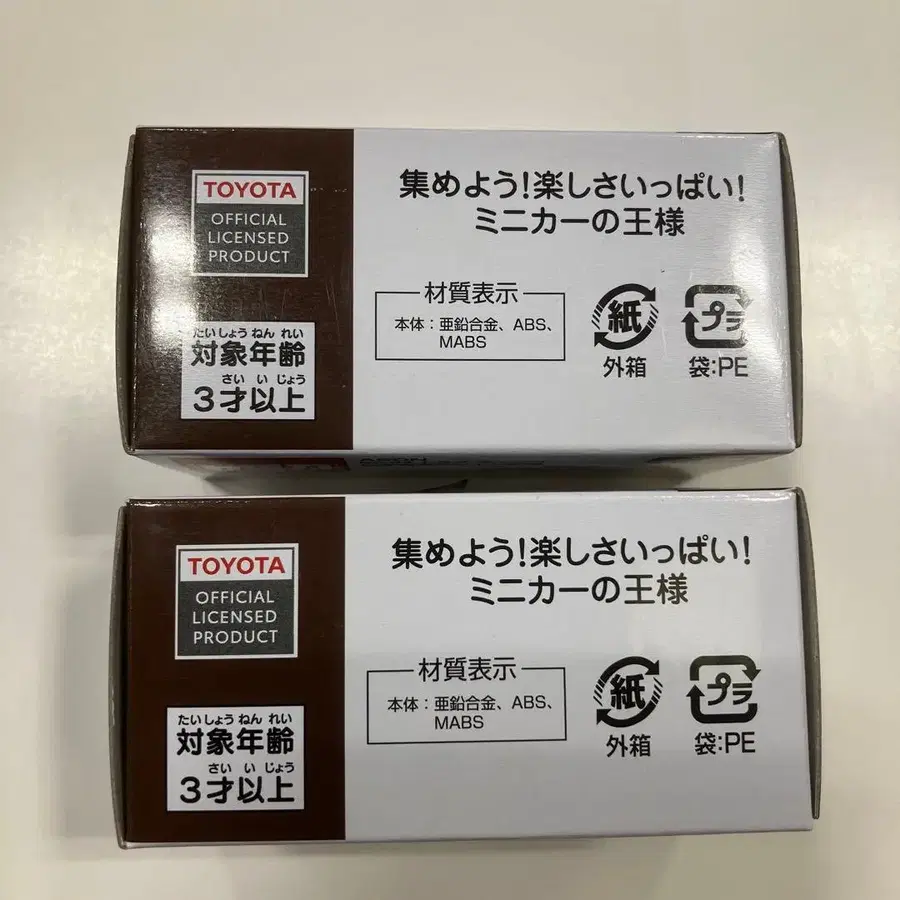 TOYOTA
OFFICIAL
LICENSED
PRODUCT
たいしょうねんれい
対象年齢
さいいじょう
3才以上
集めよう!楽しさいっぱい!
ミニカーの王様
材質表示
本体:亜鉛合金、ABS、
MABS
紙
外箱
プラ
袋:PE
TOYOTA
OFFICIAL
LICENSED
PRODUCT
たいしょうねんれい
対象年齢
さいいじょう
3才以上
集めよう!楽しさいっぱい!
ミニカーの王様
材質表示
本体:亜鉛合金、ABS、
MABS
紙
外箱
プラ
袋:PE